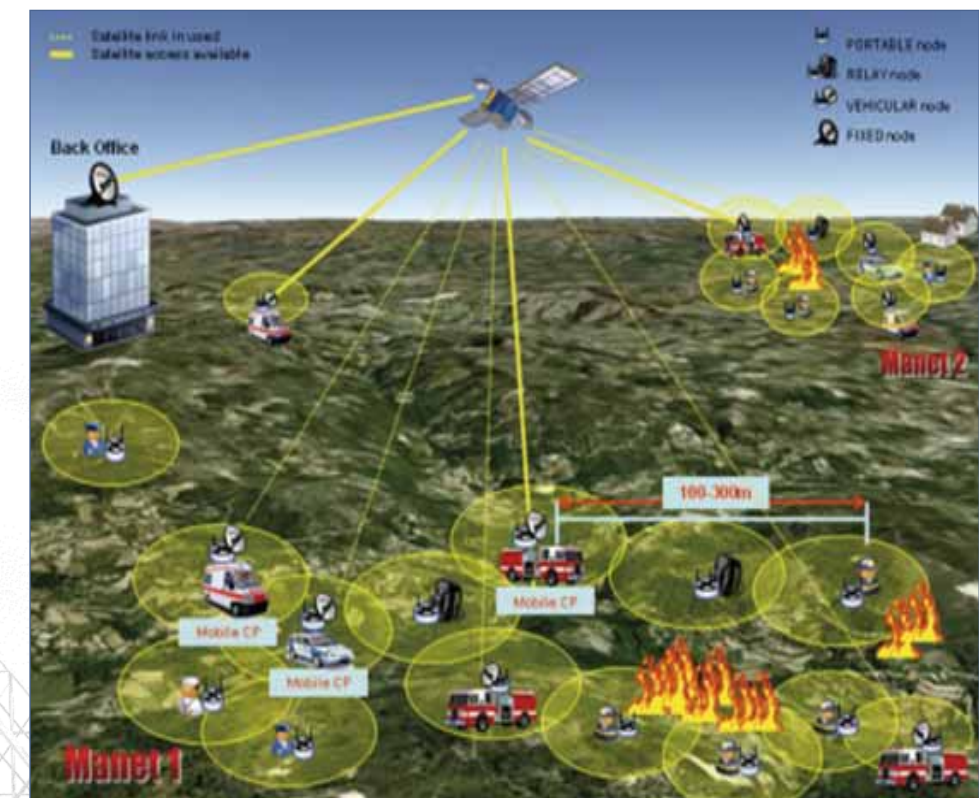 Satellite link in used
Satellite access available
PORTABLE node
RELAY node
VEHICULAR node
FIXED node
Back Office
Manet 2
100-300m
Mobile CP
Mobile CP
Mobile CP
Manet 1